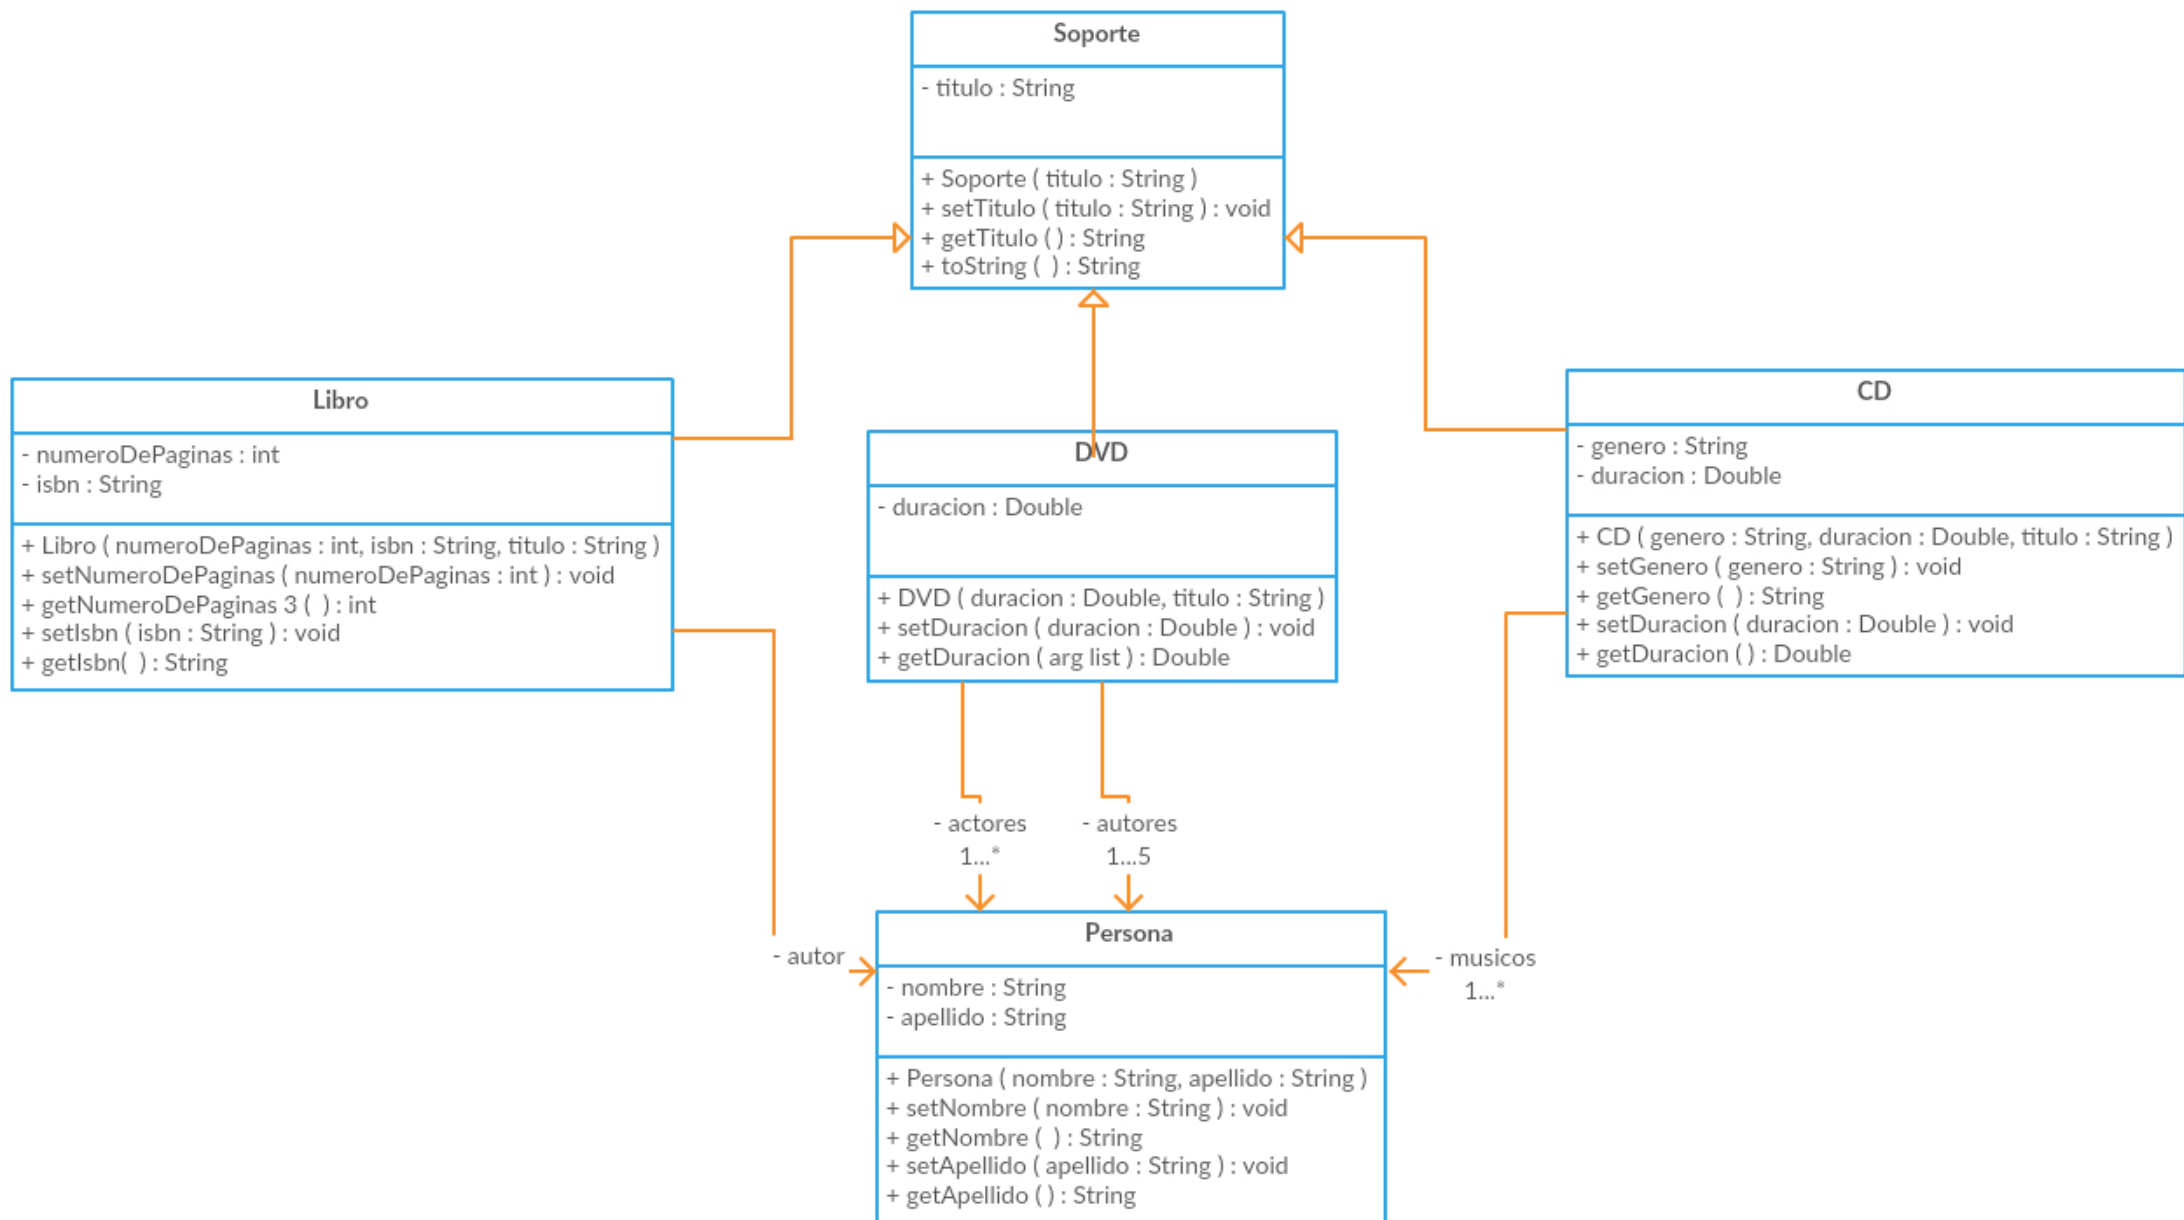 Soporte
- titulo : String
+ Soporte ( titulo : String )
+ setTitulo ( titulo : String ) : void
+ getTitulo ( ) : String
+ toString ( ) : String
Libro
- numeroDePaginas : int
- isbn : String
+ Libro ( numeroDePaginas : int, isbn : String, titulo : String )
+ setNumeroDePaginas ( numeroDePaginas : int ) : void
+ getNumeroDePaginas 3 ( ) : int
+ setIsbn ( isbn : String ) : void
+ getIsbn( ) : String
DVD
- duracion : Double
+ DVD ( duracion : Double, titulo : String )
+ setDuracion ( duracion : Double ) : void
+ getDuracion ( arg list ) : Double
CD
- genero : String
- duracion : Double
+ CD ( genero : String, duracion : Double, titulo : String )
+ setGenero ( genero : String ) : void
+ getGenero ( ) : String
+ setDuracion ( duracion : Double ) : void
+ getDuracion ( ) : Double
- actores
1...*
- autores
1...5
- autor
- musicos
1...*
Persona
- nombre : String
- apellido : String
+ Persona ( nombre : String, apellido : String )
+ setNombre ( nombre : String ) : void
+ getNombre ( ) : String
+ setApellido ( apellido : String ) : void
+ getApellido ( ) : String